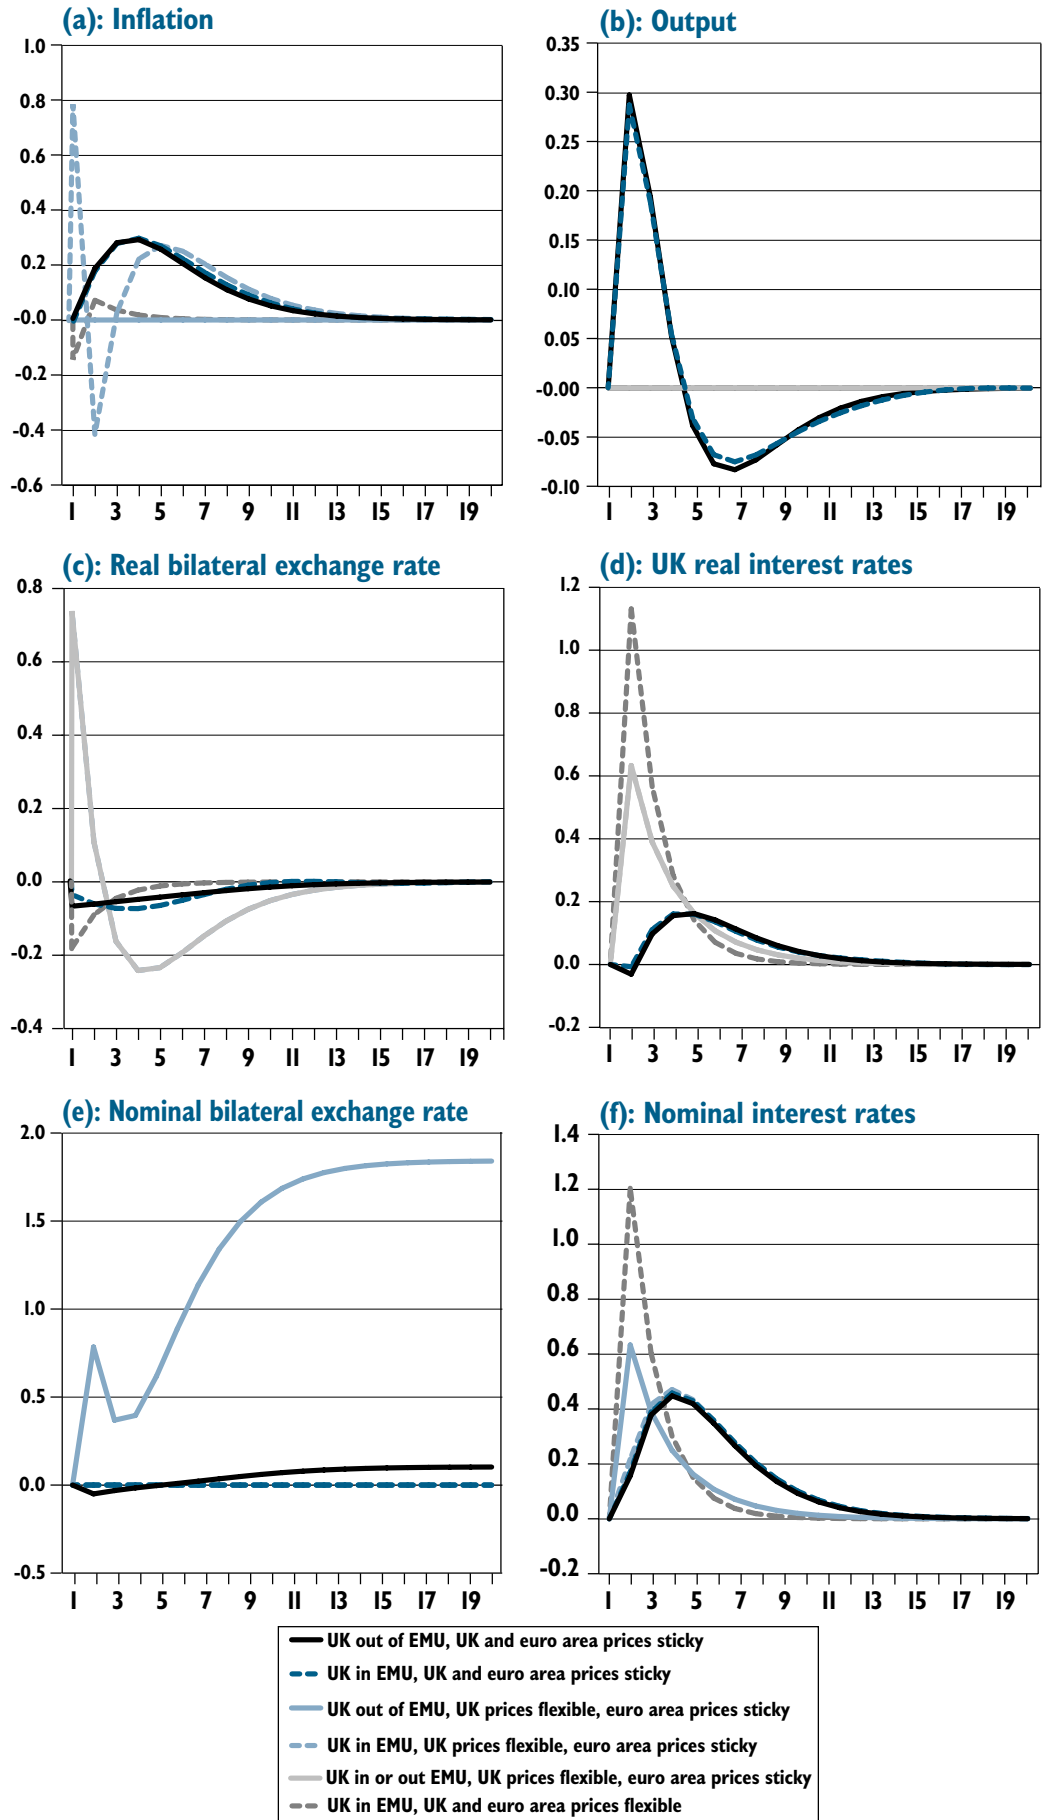 (a): Inflation
1.0
0.8
0.6
0.4
0.2
-0.0
-0.2
-0.4
-0.6
1 3 5 7 9 11 13 15 17 19
(b): Output
0.35
0.30
0.25
0.20
0.15
0.10
0.05
-0.00
-0.05
-0.10
1 3 5 7 9 11 13 15 17 19
(c): Real bilateral exchange rate
0.8
0.6
0.4
0.2
0.0
-0.2
-0.4
1 3 5 7 9 11 13 15 17 19
(d): UK real interest rates
1.2
1.0
0.8
0.6
0.4
0.2
0.0
-0.2
1 3 5 7 9 11 13 15 17 19
(e): Nominal bilateral exchange rate
2.0
1.5
1.0
0.5
0.0
-0.5
1 3 5 7 9 11 13 15 17 19
(f): Nominal interest rates
1.4
1.2
1.0
0.8
0.6
0.4
0.2
0.0
-0.2
1 3 5 7 9 11 13 15 17 19
UK out of EMU, UK and euro area prices sticky
UK in EMU, UK and euro area prices sticky
UK out of EMU, UK prices flexible, euro area prices sticky
UK in EMU, UK prices flexible, euro area prices sticky
UK in or out EMU, UK prices flexible, euro area prices sticky
UK in EMU, UK and euro area prices flexible